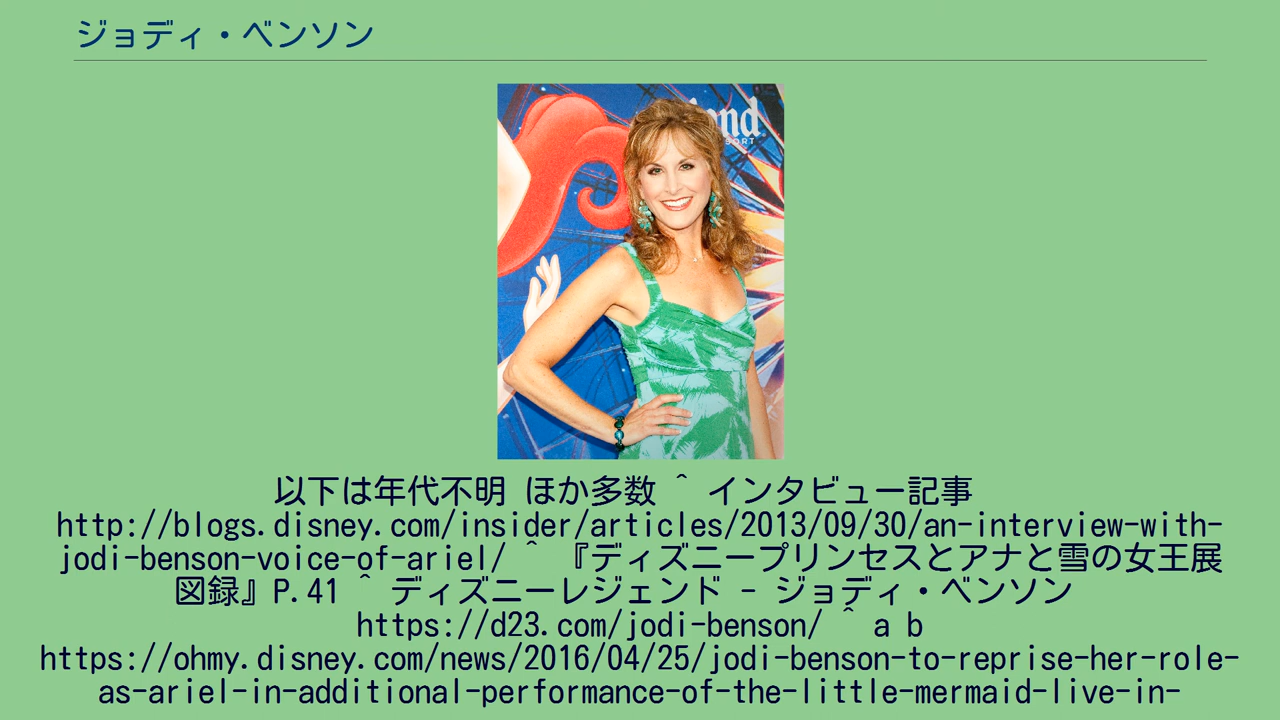 ジョディ・ベンソン
land
SORT
以下は年代不明 ほか多数 ^ インタビュー記事
http://blogs.disney.com/insider/articles/2013/09/30/an-interview-with-
jodi-benson-voice-of-ariel/ ^ 『ディズニープリンセスとアナと雪の女王展
図録』P.41 ^ ディズニーレジェンド - ジョディ・ベンソン
https://d23.com/jodi-benson/ ^ a b
https://ohmy.disney.com/news/2016/04/25/jodi-benson-to-reprise-her-role-
as-ariel-in-additional-performance-of-the-little-mermaid-live-in-